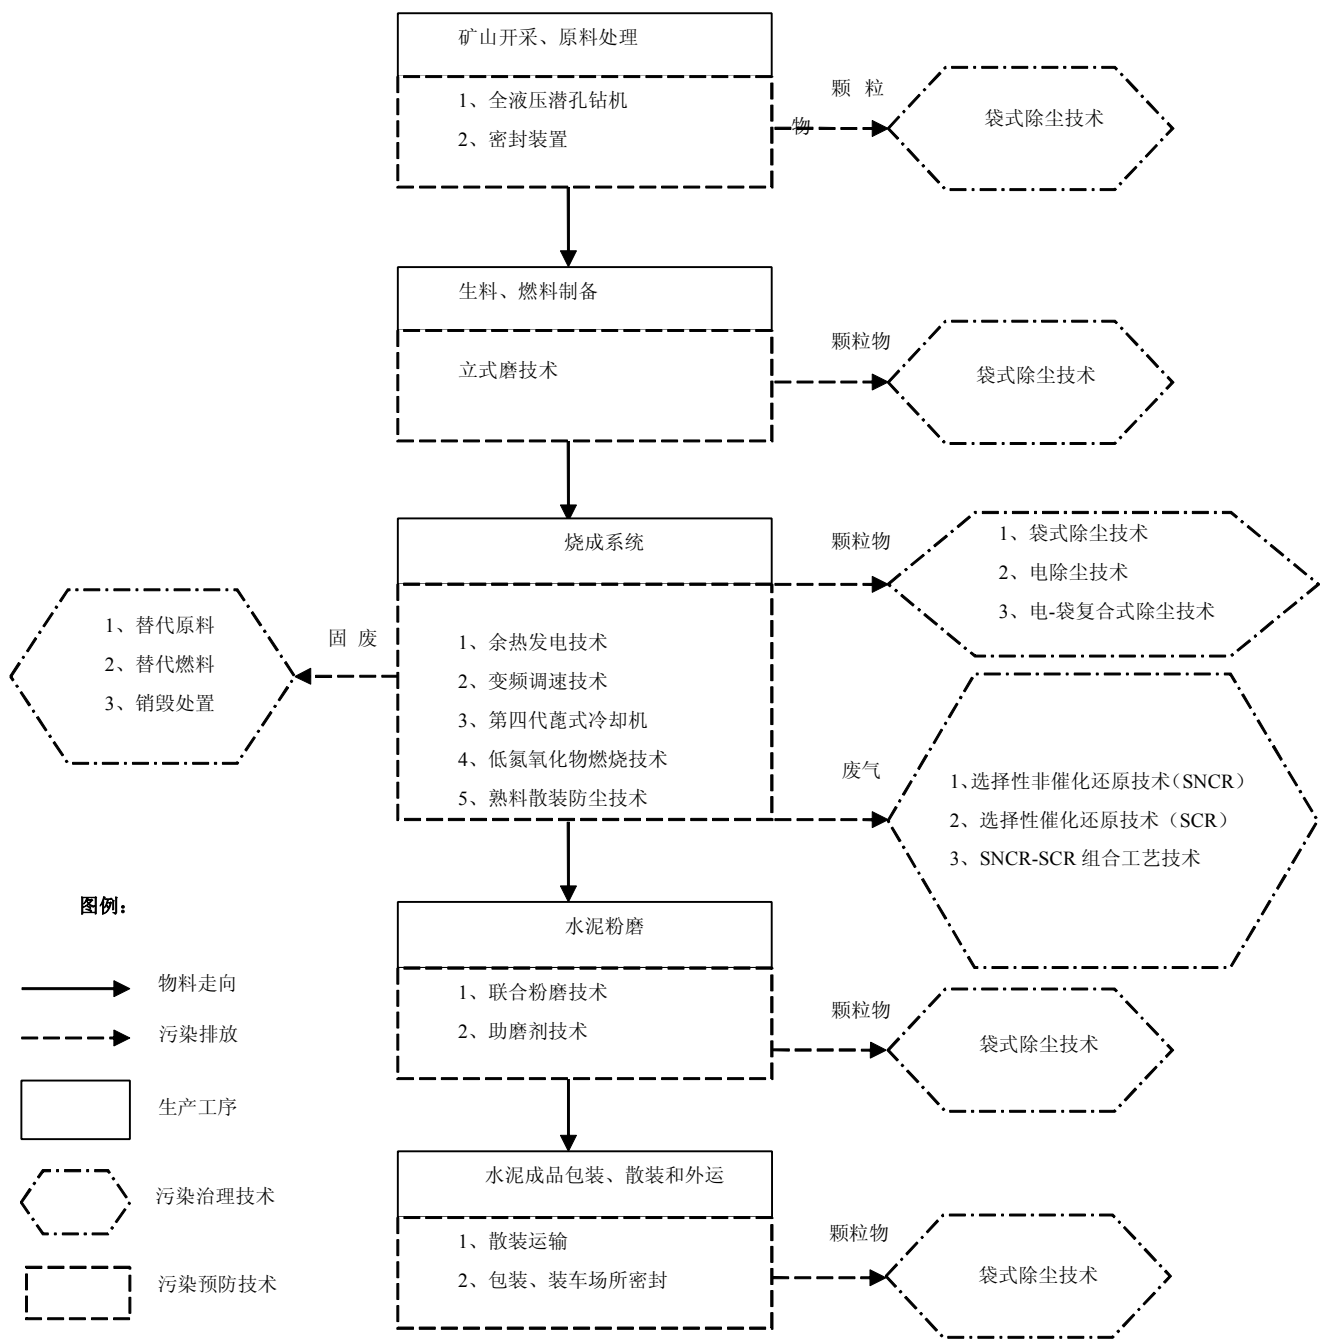 矿山开采、原料处理
1、全液压潜孔钻机
2、密封装置
颗 粒
物
袋式除尘技术
生料、燃料制备
立式磨技术
颗粒物
袋式除尘技术
烧成系统
1、余热发电技术
2、变频调速技术
3、第四代蓖式冷却机
4、低氮氧化物燃烧技术
5、熟料散装防尘技术
颗粒物
1、袋式除尘技术
2、电除尘技术
3、电-袋复合式除尘技术
固 废
1、替代原料
2、替代燃料
3、销毁处置
废气
1、选择性非催化还原技术（SNCR）
2、选择性催化还原技术（SCR）
3、SNCR-SCR 组合工艺技术
水泥粉磨
1、联合粉磨技术
2、助磨剂技术
颗粒物
袋式除尘技术
水泥成品包装、散装和外运
1、散装运输
2、包装、装车场所密封
颗粒物
袋式除尘技术
图例：
物料走向
污染排放
生产工序
污染治理技术
污染预防技术